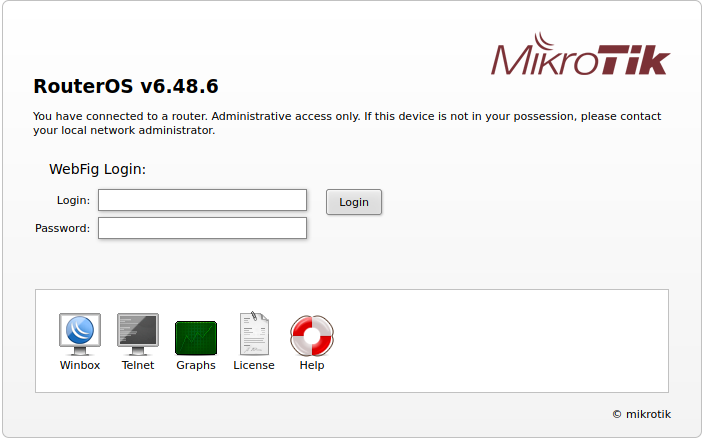 MikroTik
RouterOS v6.48.6
You have connected to a router. Administrative access only. If this device is not in your possession, please contact
your local network administrator.
WebFig Login:
Login:
Login
Password:
Winbox
Telnet
Graphs
License
Help
© mikrotik